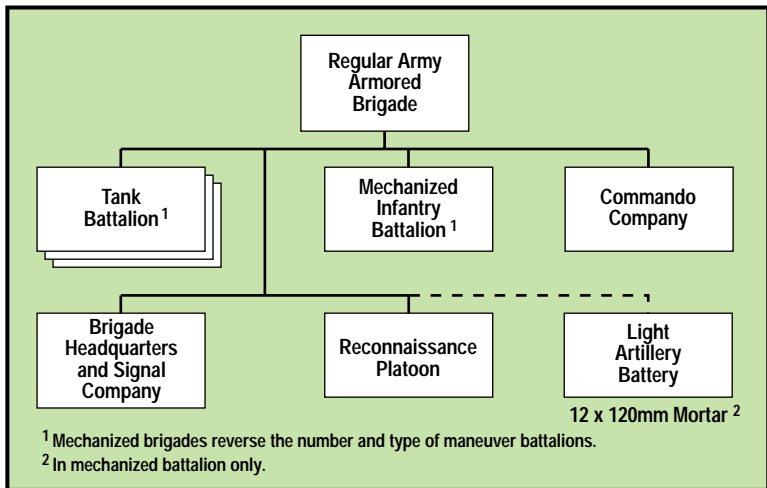 Regular Army
Armored
Brigade
Tank
Battalion 1
Mechanized
Infantry
Battalion 1
Commando
Company
Brigade
Headquarters
and Signal
Company
Reconnaissance
Platoon
Light
Artillery
Battery
12 x 120mm Mortar 2
1 Mechanized brigades reverse the number and type of maneuver battalions.
2 In mechanized battalion only.